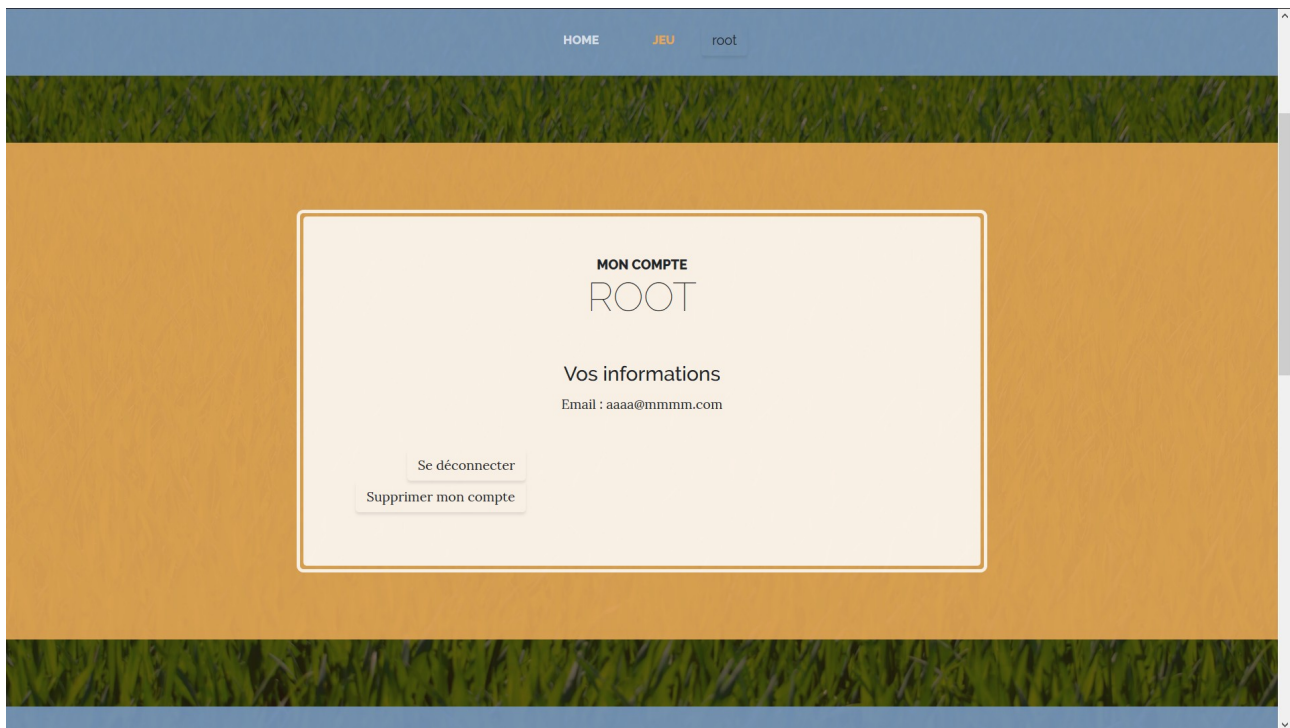 HOME JEU root
MON COMPTE
ROOT
Vos informations
Email : aaaa@mmmm.com
Se déconnecter
Supprimer mon compte